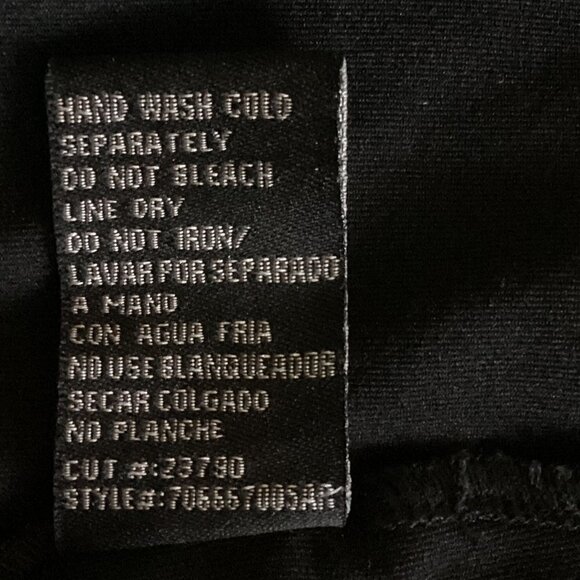 HAND WASH COLD
SEPARATELY
DO NOT BLEACH
LINE DRY
DO NOT IRON/
LAVAR POR SEPARADO
A MANO
CON AGUA FRIA
NO USE BLANQUEADOR
SECAR COLGADO
NO PLANCHE
CUT #:23790
STYLE#:706667005AR